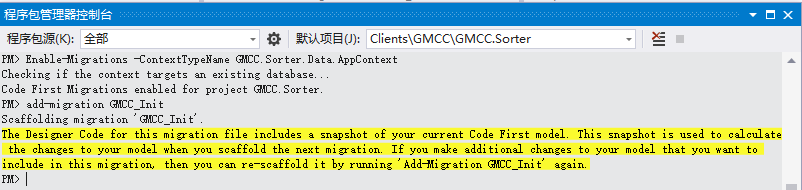 程序包管理器控制台
程序包源(K): 全部 默认项目(J): Clients\GMCC\GMCC.Sorter
PM> Enable-Migrations -ContextTypeName GMCC.Sorter.Data.AppContext
Checking if the context targets an existing database...
Code First Migrations enabled for project GMCC.Sorter.
PM> add-migration GMCC_Init
Scaffolding migration 'GMCC_Init'.
The Designer Code for this migration file includes a snapshot of your current Code First model. This snapshot is used to calculate
the changes to your model when you scaffold the next migration. If you make additional changes to your model that you want to
include in this migration, then you can re-scaffold it by running 'Add-Migration GMCC_Init' again.
PM>